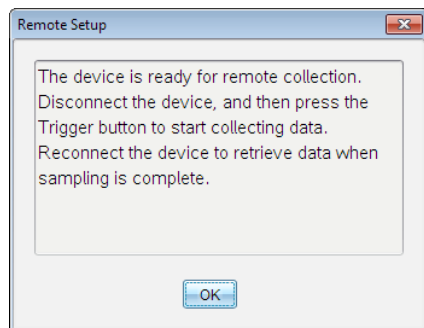 Remote Setup
The device is ready for remote collection.
Disconnect the device, and then press the
Trigger button to start collecting data.
Reconnect the device to retrieve data when
sampling is complete.
OK